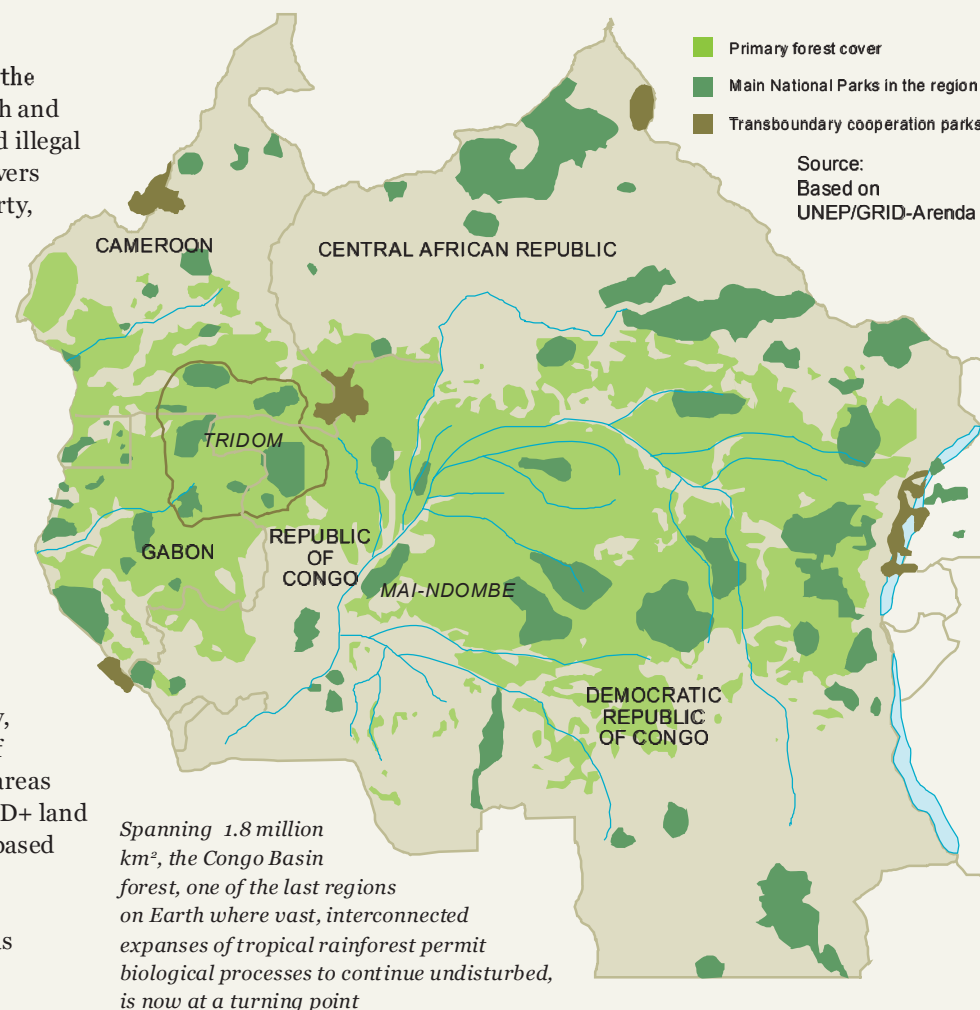 the
h and
d illegal
vers
rty,
Primary forest cover
Main National Parks in the region
Transboundary cooperation parks
Source:
Based on
UNEP/GRID-Arenda
CAMEROON
CENTRAL AFRICAN REPUBLIC
TRIDOM
GABON
REPUBLIC
OF
CONGO
MAI-NDOMBE
DEMOCRATIC
REPUBLIC
OF CONGO
y,
f
areas
D+ land
based
s
Spanning 1.8 million
km², the Congo Basin
forest, one of the last regions
on Earth where vast, interconnected
expanses of tropical rainforest permit
biological processes to continue undisturbed,
is now at a turning point